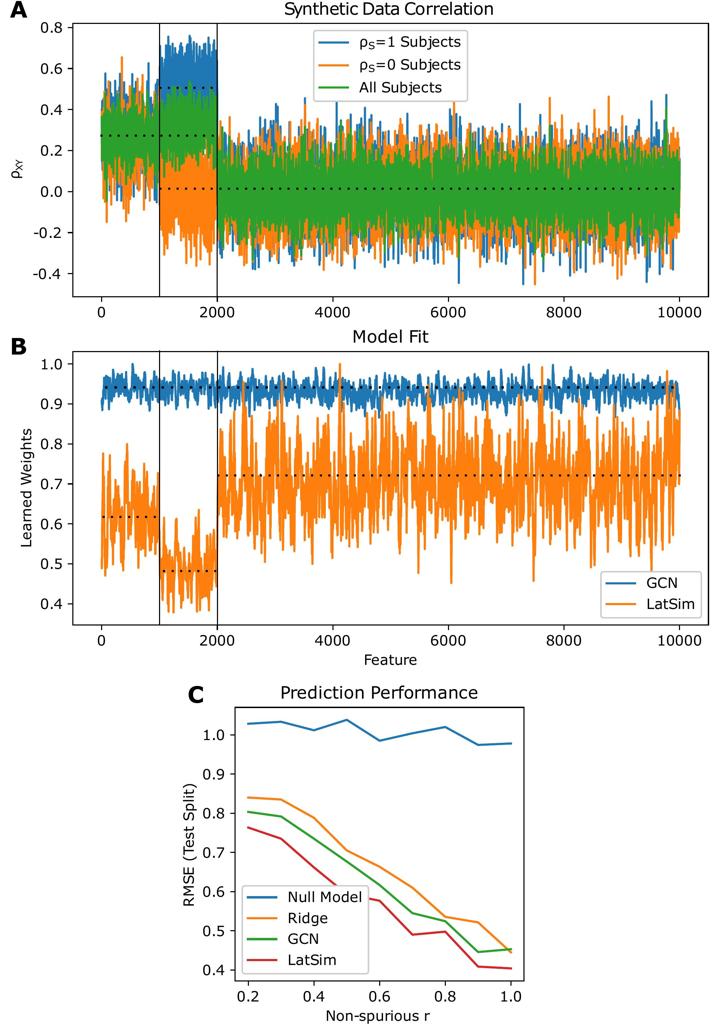 A
Synthetic Data Correlation
ρXY
0.8
0.6
0.4
0.2
0.0
-0.2
-0.4
ρS=1 Subjects
ρS=0 Subjects
All Subjects
0 2000 4000 6000 8000 10000
B
Model Fit
Learned Weights
1.0
0.9
0.8
0.7
0.6
0.5
0.4
GCN
LatSim
0 2000 4000 6000 8000 10000
Feature
C
Prediction Performance
RMSE (Test Split)
1.0
0.9
0.8
0.7
0.6
0.5
0.4
Null Model
Ridge
GCN
LatSim
0.2 0.4 0.6 0.8 1.0
Non-spurious r